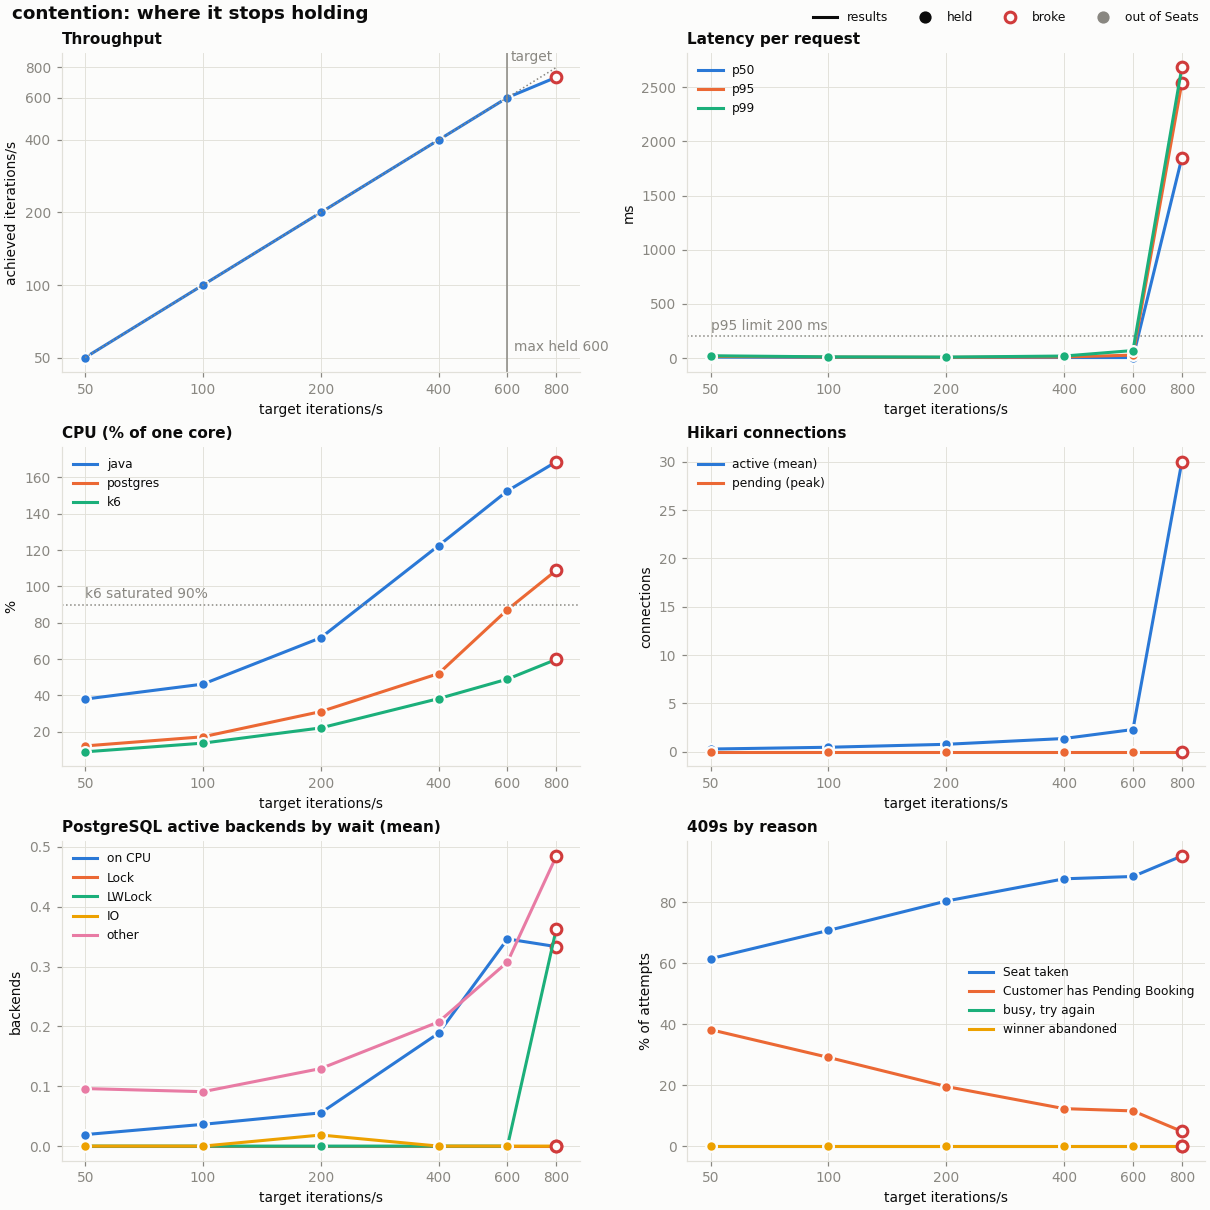 contention: where it stops holding
results held broke out of Seats
Throughput
target
max held 600
achieved iterations/s
800
600
400
200
100
50
50 100 200 400 600 800
target iterations/s
Latency per request
p50
p95
p99
p95 limit 200 ms
ms
2500
2000
1500
1000
500
0
50 100 200 400 600 800
target iterations/s
CPU (% of one core)
java
postgres
k6
k6 saturated 90%
%
160
140
120
100
80
60
40
20
50 100 200 400 600 800
target iterations/s
Hikari connections
active (mean)
pending (peak)
connections
30
25
20
15
10
5
0
50 100 200 400 600 800
target iterations/s
PostgreSQL active backends by wait (mean)
on CPU
Lock
LWLock
IO
other
backends
0.5
0.4
0.3
0.2
0.1
0.0
50 100 200 400 600 800
target iterations/s
409s by reason
Seat taken
Customer has Pending Booking
busy, try again
winner abandoned
% of attempts
80
60
40
20
0
50 100 200 400 600 800
target iterations/s